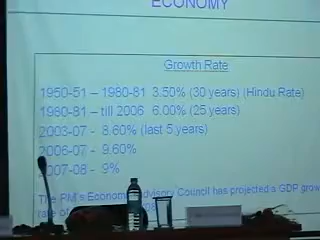 ECONOMY
Growth Rate
1950-51 – 1980-81 3.50% (30 years) (Hindu Rate)
1980-81 – till 2006 6.00% (25 years)
2003-07 - 8.60% (last 5 years)
2006-07 - 9.60%
2007-08 - 9%
The PM's Economic Advisory Council has projected a GDP grow
rate of